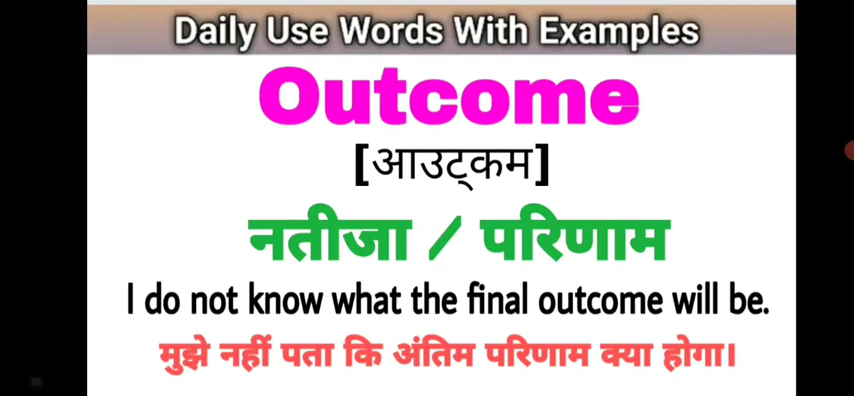 Daily Use Words With Examples
Outcome
[आउट्कम]
नतीजा / परिणाम
I do not know what the final outcome will be.
मुझे नहीं पता कि अंतिम परिणाम क्या होगा।